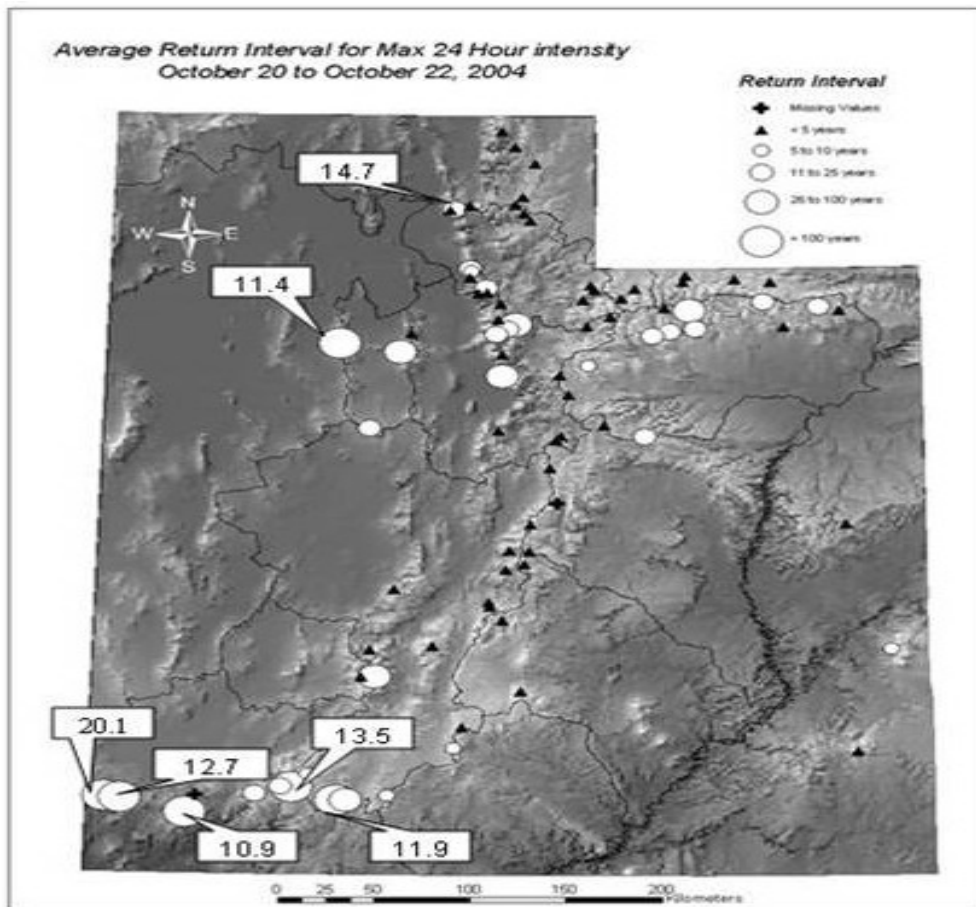 Average Return Interval for Max 24 Hour intensity
October 20 to October 22, 2004
Return Interval
Missing Values
< 5 years
5 to 10 years
11 to 25 years
26 to 100 years
> 100 years
14.7
N
W E
S
11.4
20.1
12.7
13.5
10.9
11.9
0 25 50 100 150 200
Kilometers